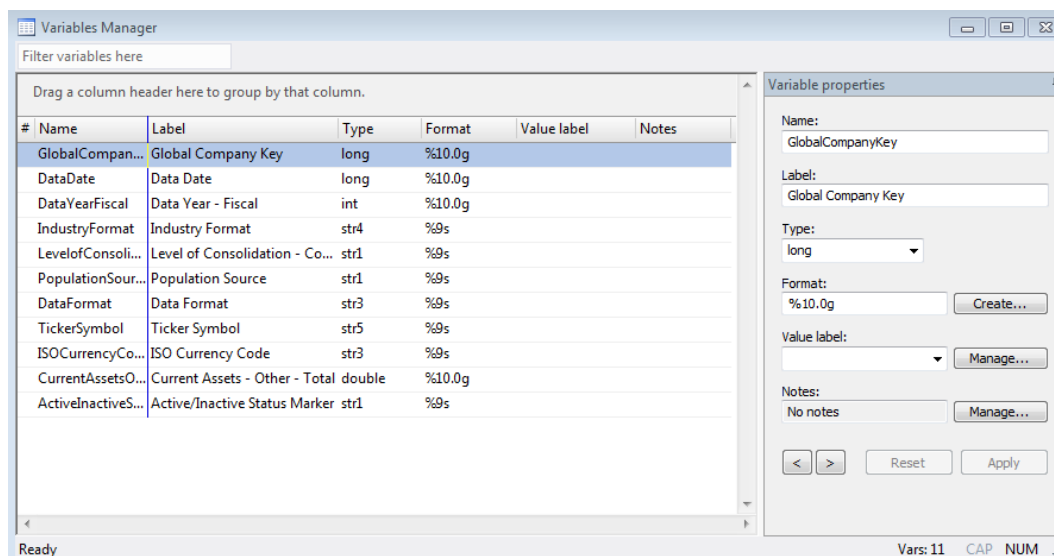 Variables Manager
Filter variables here
Drag a column header here to group by that column.
# Name Label Type Format Value label Notes
GlobalCompan... Global Company Key long %10.0g
DataDate Data Date long %10.0g
DataYearFiscal Data Year - Fiscal int %10.0g
IndustryFormat Industry Format str4 %9s
LevelofConsoli... Level of Consolidation - Co... str1 %9s
PopulationSour... Population Source str1 %9s
DataFormat Data Format str3 %9s
TickerSymbol Ticker Symbol str5 %9s
ISOCurrencyCo... ISO Currency Code str3 %9s
CurrentAssetsO... Current Assets - Other - Total double %10.0g
ActiveInactiveS... Active/Inactive Status Marker str1 %9s
Variable properties
Name:
GlobalCompanyKey
Label:
Global Company Key
Type:
long
Format:
%10.0g Create...
Value label:
Manage...
Notes:
No notes Manage...
< > Reset Apply
Ready Vars: 11 CAP NUM